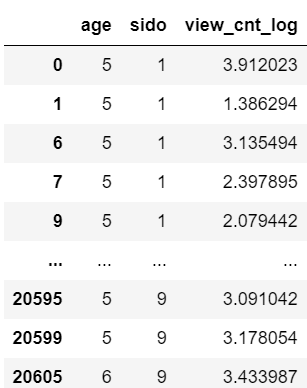 age sido view_cnt_log
0 5 1 3.912023
1 5 1 1.386294
6 5 1 3.135494
7 5 1 2.397895
9 5 1 2.079442
... ... ... ...
20595 5 9 3.091042
20599 5 9 3.178054
20605 6 9 3.433987